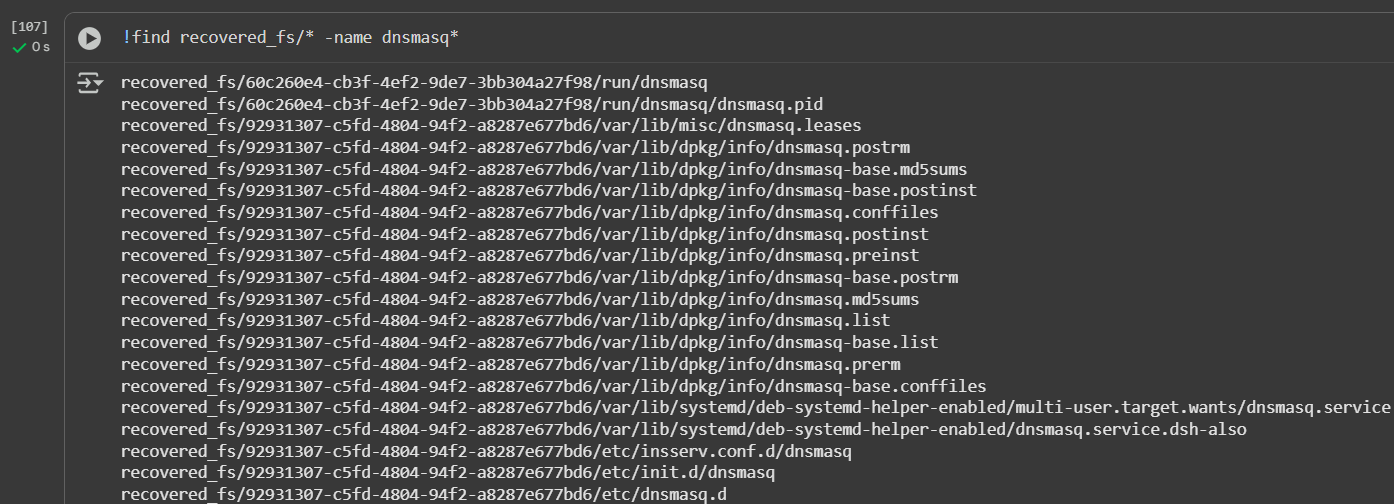 [107]
0 s
!find recovered_fs/* -name dnsmasq*
recovered_fs/60c260e4-cb3f-4ef2-9de7-3bb304a27f98/run/dnsmasq
recovered_fs/60c260e4-cb3f-4ef2-9de7-3bb304a27f98/run/dnsmasq/dnsmasq.pid
recovered_fs/92931307-c5fd-4804-94f2-a8287e677bd6/var/lib/misc/dnsmasq.leases
recovered_fs/92931307-c5fd-4804-94f2-a8287e677bd6/var/lib/dpkg/info/dnsmasq.postrm
recovered_fs/92931307-c5fd-4804-94f2-a8287e677bd6/var/lib/dpkg/info/dnsmasq-base.md5sums
recovered_fs/92931307-c5fd-4804-94f2-a8287e677bd6/var/lib/dpkg/info/dnsmasq-base.postinst
recovered_fs/92931307-c5fd-4804-94f2-a8287e677bd6/var/lib/dpkg/info/dnsmasq.conffiles
recovered_fs/92931307-c5fd-4804-94f2-a8287e677bd6/var/lib/dpkg/info/dnsmasq.postinst
recovered_fs/92931307-c5fd-4804-94f2-a8287e677bd6/var/lib/dpkg/info/dnsmasq.preinst
recovered_fs/92931307-c5fd-4804-94f2-a8287e677bd6/var/lib/dpkg/info/dnsmasq-base.postrm
recovered_fs/92931307-c5fd-4804-94f2-a8287e677bd6/var/lib/dpkg/info/dnsmasq.md5sums
recovered_fs/92931307-c5fd-4804-94f2-a8287e677bd6/var/lib/dpkg/info/dnsmasq.list
recovered_fs/92931307-c5fd-4804-94f2-a8287e677bd6/var/lib/dpkg/info/dnsmasq-base.list
recovered_fs/92931307-c5fd-4804-94f2-a8287e677bd6/var/lib/dpkg/info/dnsmasq.prerm
recovered_fs/92931307-c5fd-4804-94f2-a8287e677bd6/var/lib/dpkg/info/dnsmasq-base.conffiles
recovered_fs/92931307-c5fd-4804-94f2-a8287e677bd6/var/lib/systemd/deb-systemd-helper-enabled/multi-user.target.wants/dnsmasq.service
recovered_fs/92931307-c5fd-4804-94f2-a8287e677bd6/var/lib/systemd/deb-systemd-helper-enabled/dnsmasq.service.dsh-also
recovered_fs/92931307-c5fd-4804-94f2-a8287e677bd6/etc/insserv.conf.d/dnsmasq
recovered_fs/92931307-c5fd-4804-94f2-a8287e677bd6/etc/init.d/dnsmasq
recovered_fs/92931307-c5fd-4804-94f2-a8287e677bd6/etc/dnsmasq.d